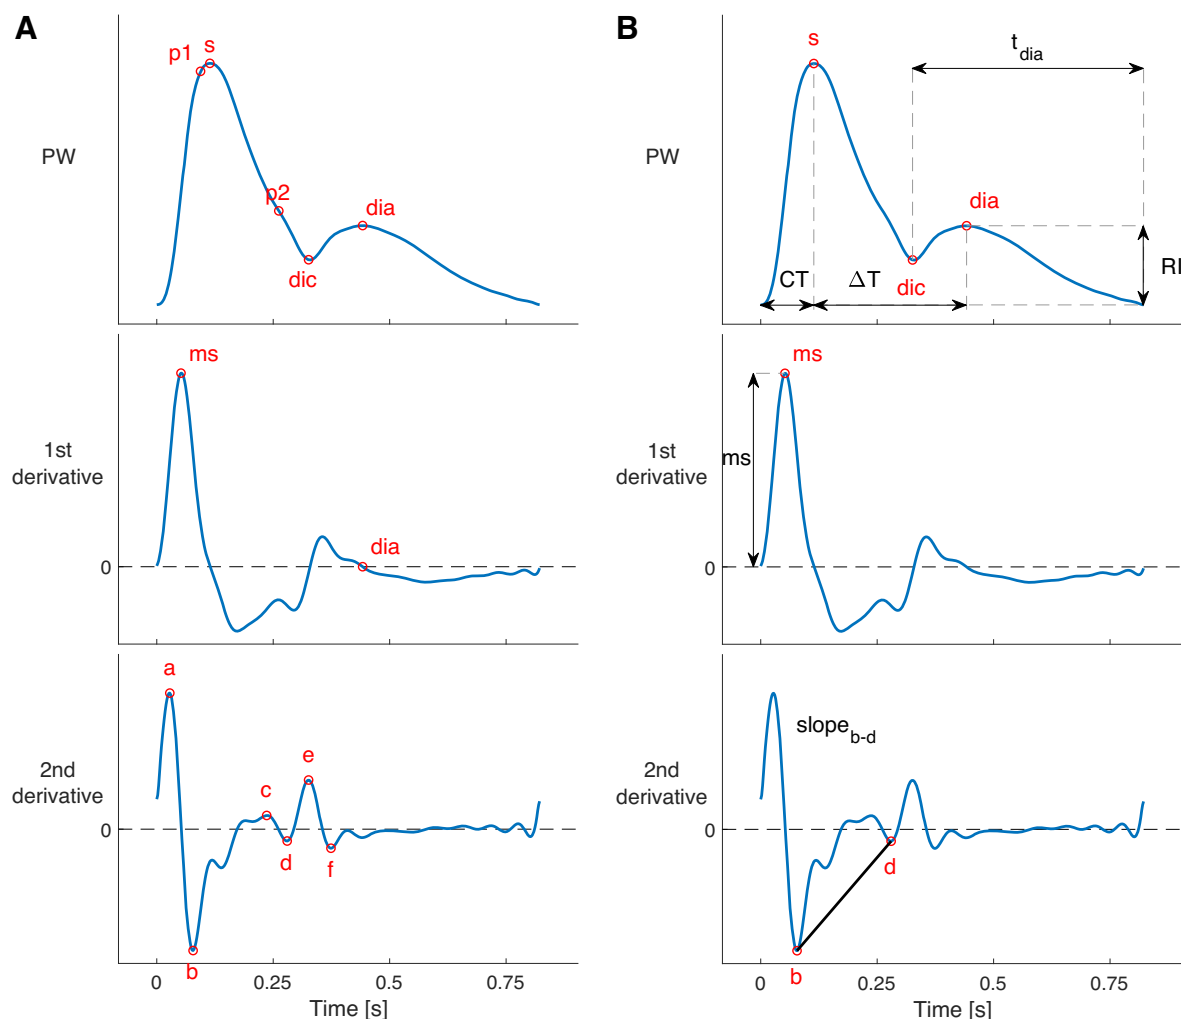 A
p1
s
PW
p2
dia
dic
ms
1st
derivative
dia
0
a
2nd
derivative
c
e
0
d
f
b
0
0.25
0.5
0.75
Time [s]
B
s
t_dia
PW
dia
CT
ΔT
dic
RI
ms
1st
derivative
ms
0
slope_b-d
2nd
derivative
0
d
b
0
0.25
0.5
0.75
Time [s]